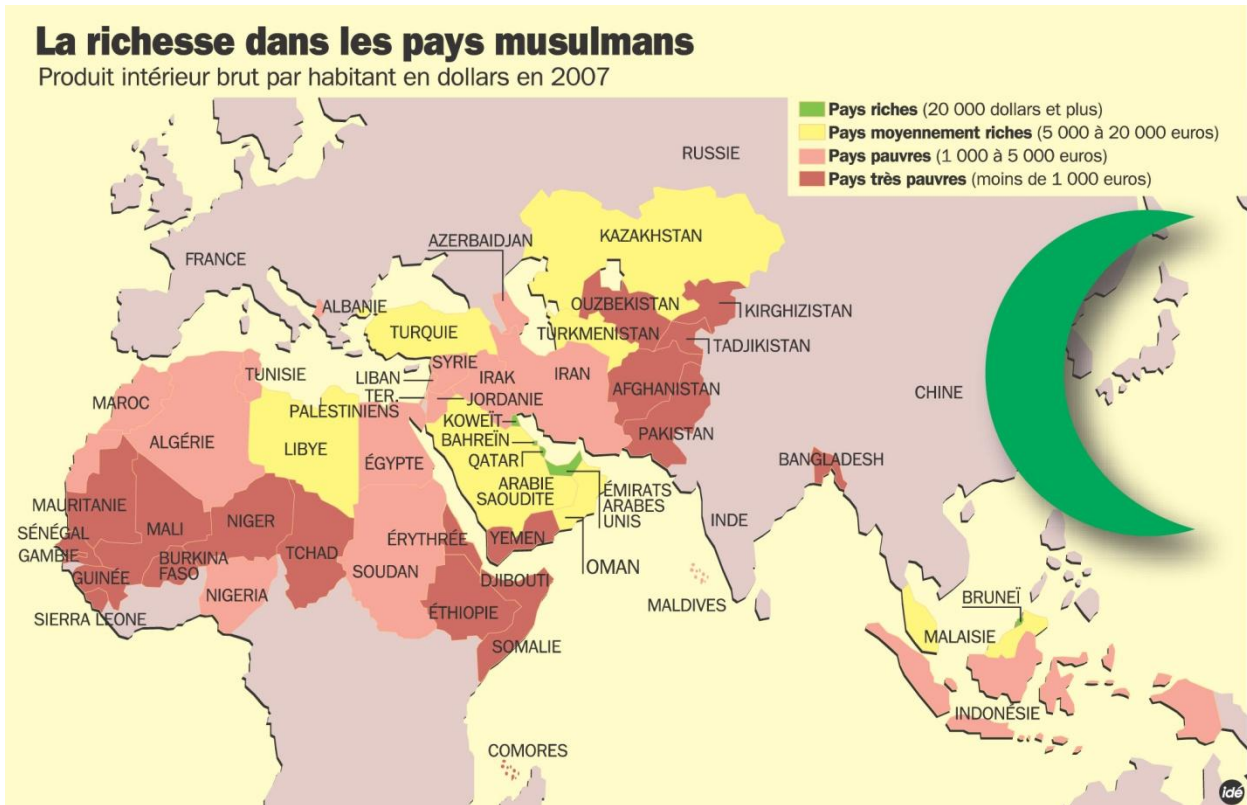 La richesse dans les pays musulmans
Produit intérieur brut par habitant en dollars en 2007
Pays riches (20 000 dollars et plus)
Pays moyennement riches (5 000 à 20 000 euros)
Pays pauvres (1 000 à 5 000 euros)
Pays très pauvres (moins de 1 000 euros)
RUSSIE
KAZAKHSTAN
AZERBAIDJAN
FRANCE
ALBANIE
OUZBEKISTAN
KIRGHIZISTAN
TURQUIE
TURKMENISTAN
TADJIKISTAN
SYRIE
TUNISIE
LIBAN
IRAK
IRAN
AFGHANISTAN
CHINE
TER.
PALESTINIENS
JORDANIE
MAROC
KOWEÏT
PAKISTAN
ALGÉRIE
LIBYE
BAHREÏN
QATAR
BANGLADESH
ÉGYPTE
ARABIE
SAOUDITE
ÉMIRATS
ARABES
UNIS
MAURITANIE
MALI
NIGER
INDE
SÉNÉGAL
GAMBIE
ÉRYTHRÉE
YEMEN
BURKINA
FASO
TCHAD
SOUDAN
OMAN
GUINÉE
DJIBOUTI
NIGERIA
ÉTHIOPIE
MALDIVES
BRUNEÏ
SIERRA LEONE
MALAISIE
SOMALIE
INDONÉSIE
COMORES
idé